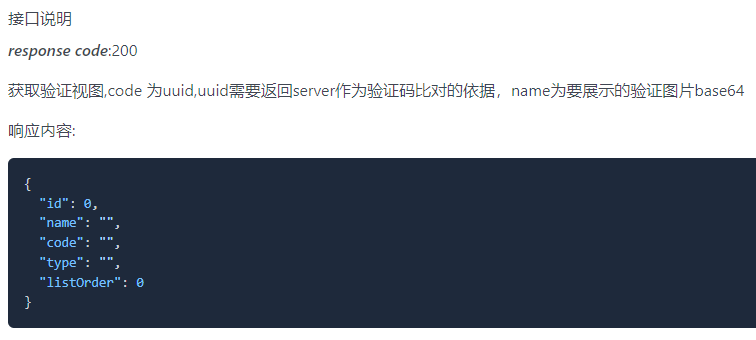 接口说明
response code:200
获取验证视图,code 为uuid,uuid需要返回server作为验证码比对的依据，name为要展示的验证图片base64
响应内容:
{
  "id": 0,
  "name": "",
  "code": "",
  "type": "",
  "listOrder": 0
}